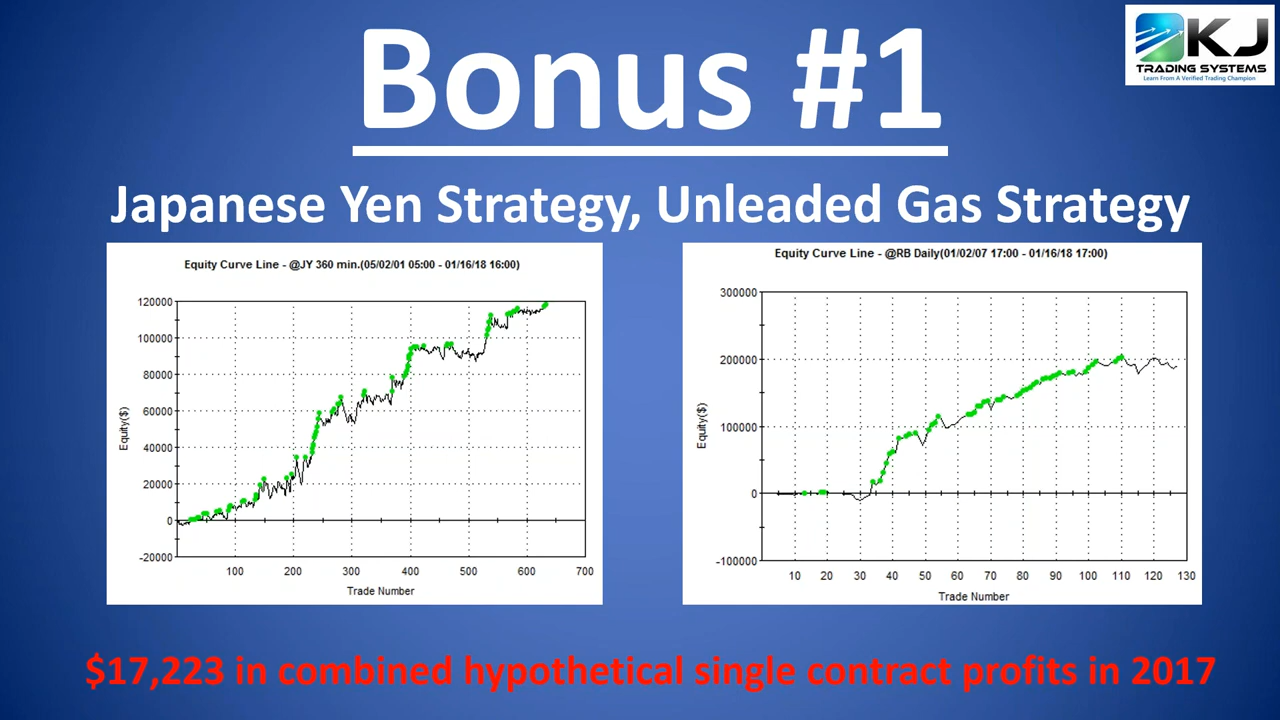 Bonus #1
KJ
TRADING SYSTEMS
Learn From A Verified Trading Champion
Japanese Yen Strategy, Unleaded Gas Strategy
Equity Curve Line - @JY 360 min.(05/02/01 05:00 - 01/16/18 16:00)
120000
100000
80000
60000
40000
20000
0
-20000
Equity($)
100 200 300 400 500 600 700
Trade Number
Equity Curve Line - @RB Daily(01/02/07 17:00 - 01/16/18 17:00)
300000
200000
100000
0
-100000
Equity($)
10 20 30 40 50 60 70 80 90 100 110 120 130
Trade Number
$17,223 in combined hypothetical single contract profits in 2017